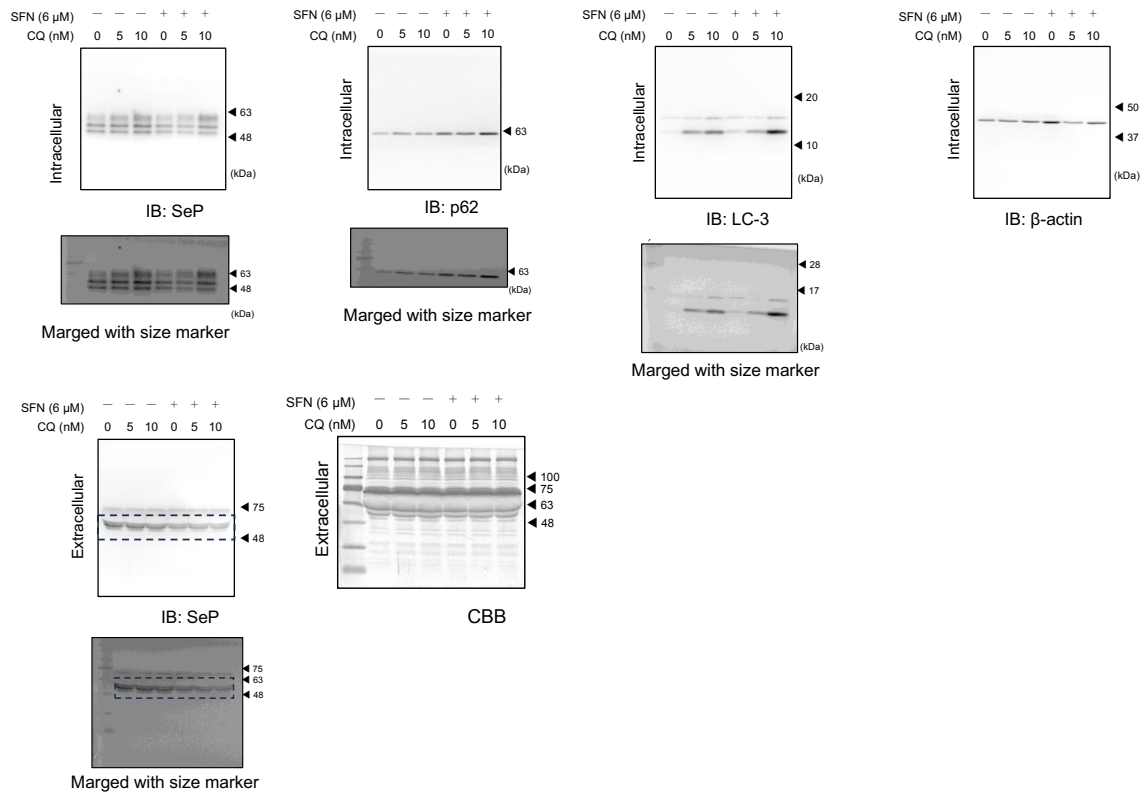 SFN (6 μM) — — — + + +
CQ (nM) 0 5 10 0 5 10
Intracellular
◄ 63
◄ 48
(kDa)
IB: SeP
◄ 63
◄ 48
(kDa)
Marged with size marker
SFN (6 μM) — — — + + +
CQ (nM) 0 5 10 0 5 10
Intracellular
◄ 63
(kDa)
IB: p62
◄ 63
(kDa)
Marged with size marker
SFN (6 μM) — — — + + +
CQ (nM) 0 5 10 0 5 10
Intracellular
◄ 20
◄ 10
(kDa)
IB: LC-3
◄ 28
◄ 17
(kDa)
Marged with size marker
SFN (6 μM) — — — + + +
CQ (nM) 0 5 10 0 5 10
Intracellular
◄ 50
◄ 37
(kDa)
IB: β-actin
SFN (6 μM) — — — + + +
CQ (nM) 0 5 10 0 5 10
Extracellular
◄ 75
◄ 48
IB: SeP
◄ 75
◄ 63
◄ 48
Marged with size marker
SFN (6 μM) — — — + + +
CQ (nM) 0 5 10 0 5 10
Extracellular
◄ 100
◄ 75
◄ 63
◄ 48
CBB